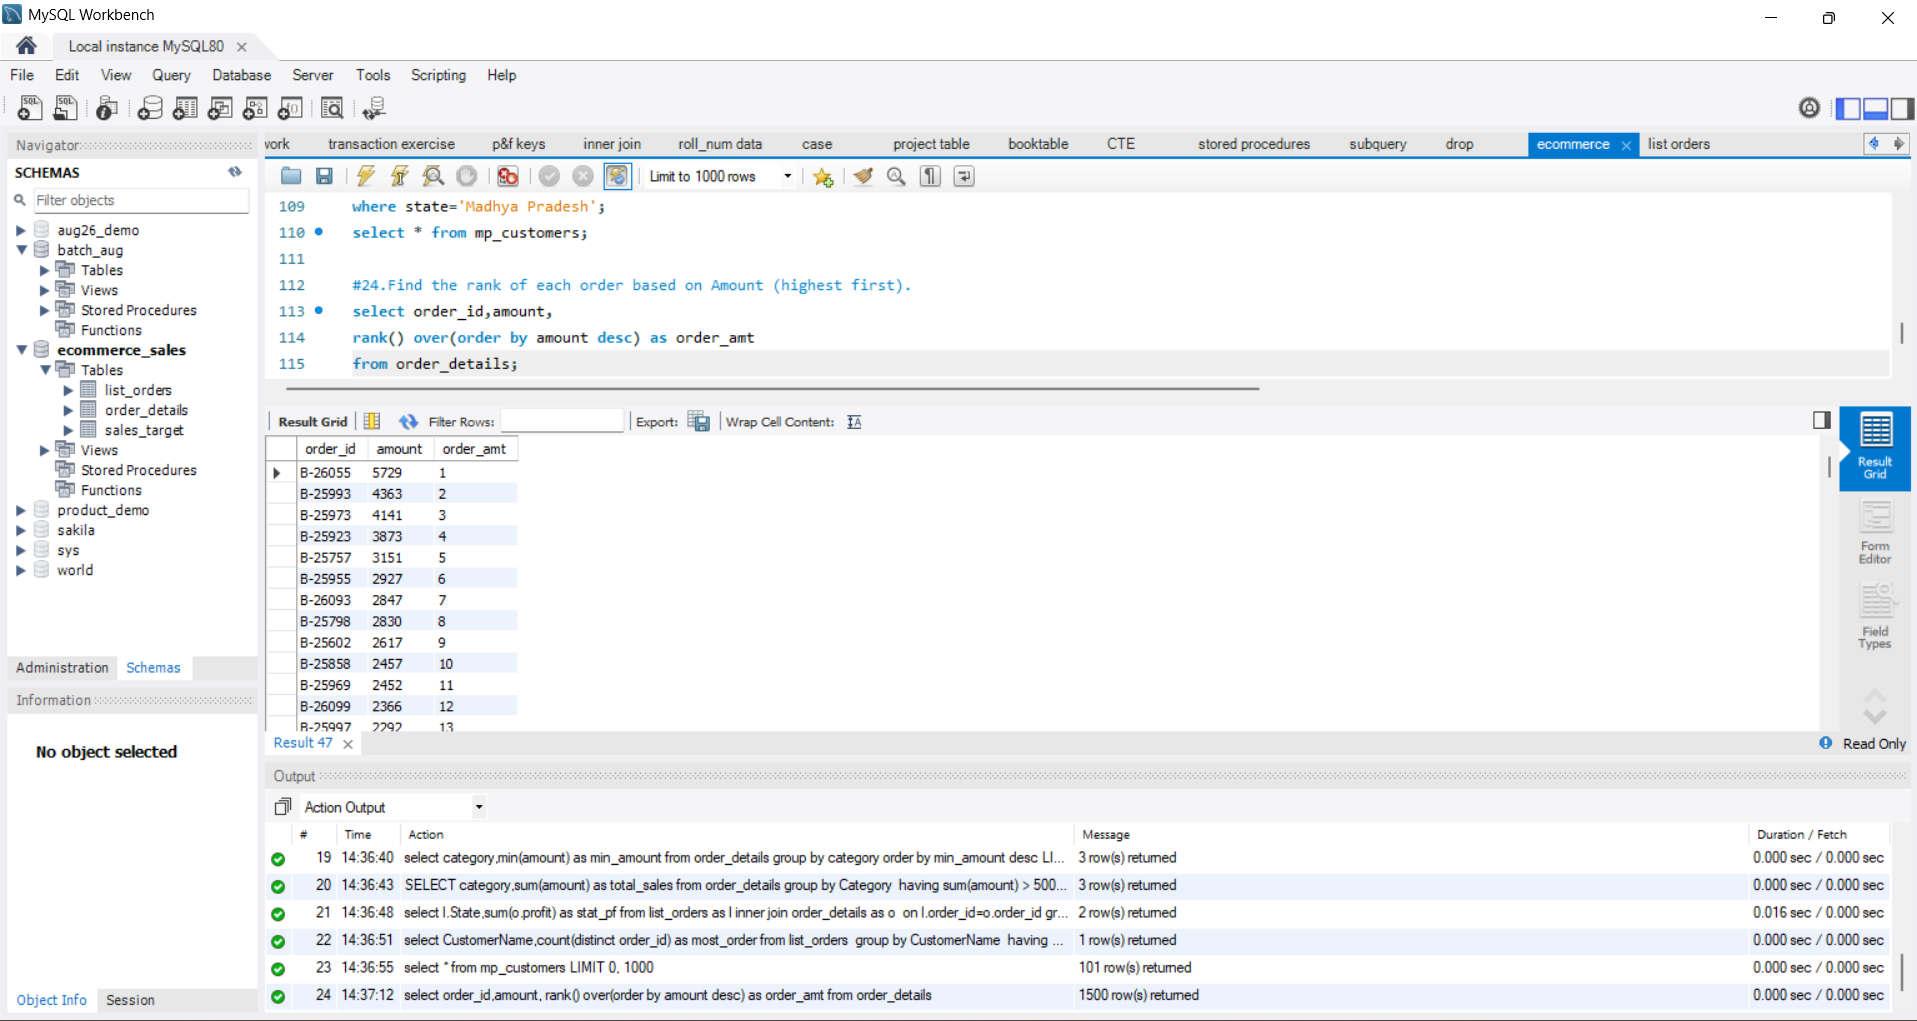 MySQL Workbench
Local instance MySQL80
File Edit View Query Database Server Tools Scripting Help
Navigator
SCHEMAS
Filter objects
aug26_demo
batch_aug
Tables
Views
Stored Procedures
Functions
ecommerce_sales
Tables
list_orders
order_details
sales_target
Views
Stored Procedures
Functions
product_demo
sakila
sys
world
Administration Schemas
Information
No object selected
Object Info Session
work transaction exercise p&f keys inner join roll_num data case project table booktable CTE stored procedures subquery drop ecommerce list orders
Limit to 1000 rows
109 where state='Madhya Pradesh';
110 select * from mp_customers;
111
112 #24.Find the rank of each order based on Amount (highest first).
113 select order_id,amount,
114 rank() over(order by amount desc) as order_amt
115 from order_details;
Result Grid Filter Rows: Export: Wrap Cell Content:
order_id amount order_amt
B-26055 5729 1
B-25993 4363 2
B-25973 4141 3
B-25923 3873 4
B-25757 3151 5
B-25955 2927 6
B-26093 2847 7
B-25798 2830 8
B-25602 2617 9
B-25858 2457 10
B-25969 2452 11
B-26099 2366 12
B-25997 2292 13
Result Grid
Form Editor
Field Types
Result 47
Read Only
Output
Action Output
# Time Action Message Duration / Fetch
19 14:36:40 select category,min(amount) as min_amount from order_details group by category order by min_amount desc LI... 3 row(s) returned 0.000 sec / 0.000 sec
20 14:36:43 SELECT category,sum(amount) as total_sales from order_details group by Category having sum(amount) > 500... 3 row(s) returned 0.000 sec / 0.000 sec
21 14:36:48 select l.State,sum(o.profit) as stat_pf from list_orders as l inner join order_details as o on l.order_id=o.order_id gr... 2 row(s) returned 0.016 sec / 0.000 sec
22 14:36:51 select CustomerName,count(distinct order_id) as most_order from list_orders group by CustomerName having ... 1 row(s) returned 0.000 sec / 0.000 sec
23 14:36:55 select * from mp_customers LIMIT 0, 1000 101 row(s) returned 0.000 sec / 0.000 sec
24 14:37:12 select order_id,amount, rank() over(order by amount desc) as order_amt from order_details 1500 row(s) returned 0.000 sec / 0.000 sec